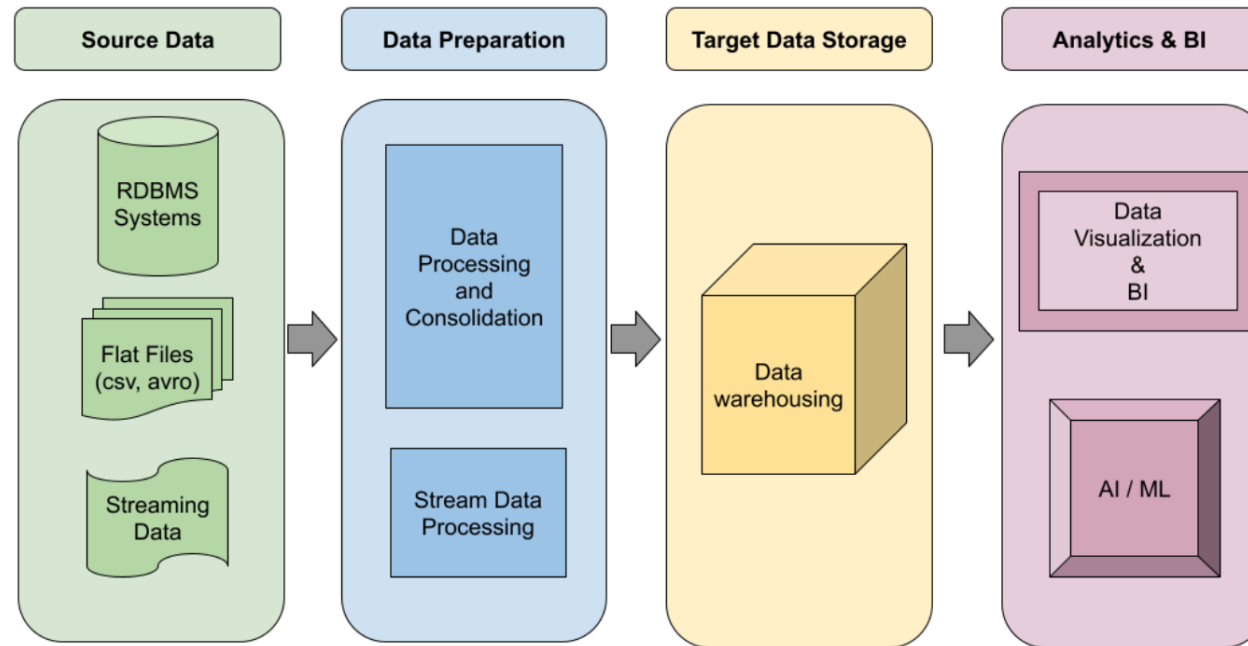 Source Data
Data Preparation
Target Data Storage
Analytics & BI
RDBMS
Systems
Flat Files
(csv, avro)
Streaming
Data
Data
Processing
and
Consolidation
Stream Data
Processing
Data
warehousing
Data
Visualization
&
BI
AI / ML